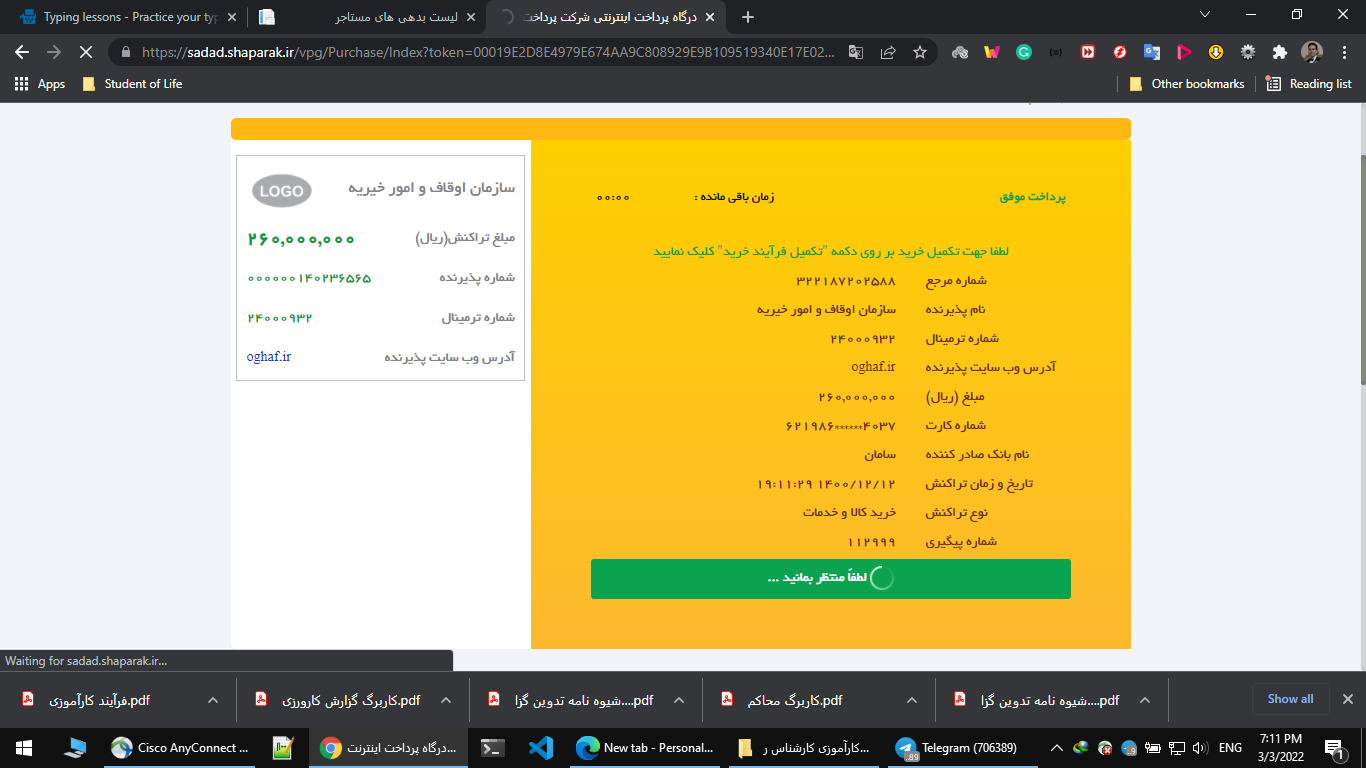 Typing lessons - Practice your typ
لیست بدهی های مستاجر
درگاه پرداخت اینترنتی شرکت پرداخت
https://sadad.shaparak.ir/vpg/Purchase/Index?token=00019E2D8E4979E674AA9C808929E9B109519340E17E02...
Apps
Student of Life
Other bookmarks
Reading list
LOGO
سازمان اوقاف و امور خیریه
مبلغ تراکنش(ریال) ۲۶۰,۰۰۰,۰۰۰
شماره پذیرنده ۰۰۰۰۰۰۱۴۰۲۳۶۵۶۵
شماره ترمینال ۲۴۰۰۰۹۳۲
آدرس وب سایت پذیرنده oghaf.ir
پرداخت موفق
زمان باقی مانده : ۰۰:۰۰
لطفا جهت تکمیل خرید بر روی دکمه "تکمیل فرآیند خرید" کلیک نمایید
شماره مرجع ۳۲۲۱۸۷۲۰۲۵۸۸
نام پذیرنده سازمان اوقاف و امور خیریه
شماره ترمینال ۲۴۰۰۰۹۳۲
آدرس وب سایت پذیرنده oghaf.ir
مبلغ (ریال) ۲۶۰,۰۰۰,۰۰۰
شماره کارت ۶۲۱۹۸۶******۴۰۳۷
نام بانک صادر کننده سامان
تاریخ و زمان تراکنش ۱۴۰۰/۱۲/۱۲ ۱۹:۱۱:۲۹
نوع تراکنش خرید کالا و خدمات
شماره پیگیری ۱۱۲۹۹۹
لطفاً منتظر بمانید ...
Waiting for sadad.shaparak.ir...
فرآیند کارآموزی.pdf
کاربرگ گزارش کارورزی.pdf
شیوه نامه تدوین گزا....pdf
کاربرگ محاکم.pdf
شیوه نامه تدوین گزا....pdf
Show all
Cisco AnyConnect ...
درگاه پرداخت اینترنت...
New tab - Personal...
کارآموزی کارشناس ر...
Telegram (706389)
..89
ENG
7:11 PM
3/3/2022
1